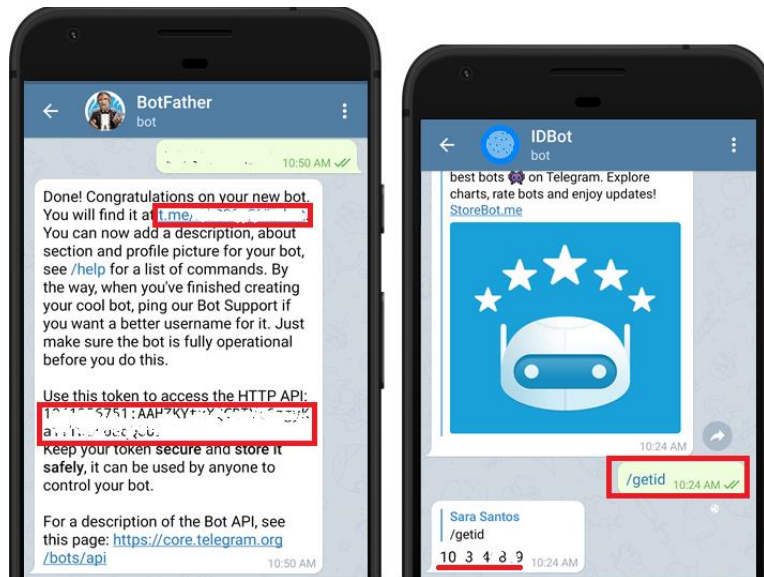 BotFather
bot
10:50 AM
Done! Congratulations on your new bot.
You will find it at t.me/
You can now add a description, about
section and profile picture for your bot,
see /help for a list of commands. By
the way, when you've finished creating
your cool bot, ping our Bot Support if
you want a better username for it. Just
make sure the bot is fully operational
before you do this.
Use this token to access the HTTP API:
Keep your token secure and store it
safely, it can be used by anyone to
control your bot.
For a description of the Bot API, see
this page: https://core.telegram.org
/bots/api
10:50 AM
IDBot
bot
best bots 👾 on Telegram. Explore
charts, rate bots and enjoy updates!
StoreBot.me
10:24 AM
/getid 10:24 AM
Sara Santos
/getid
10:24 AM